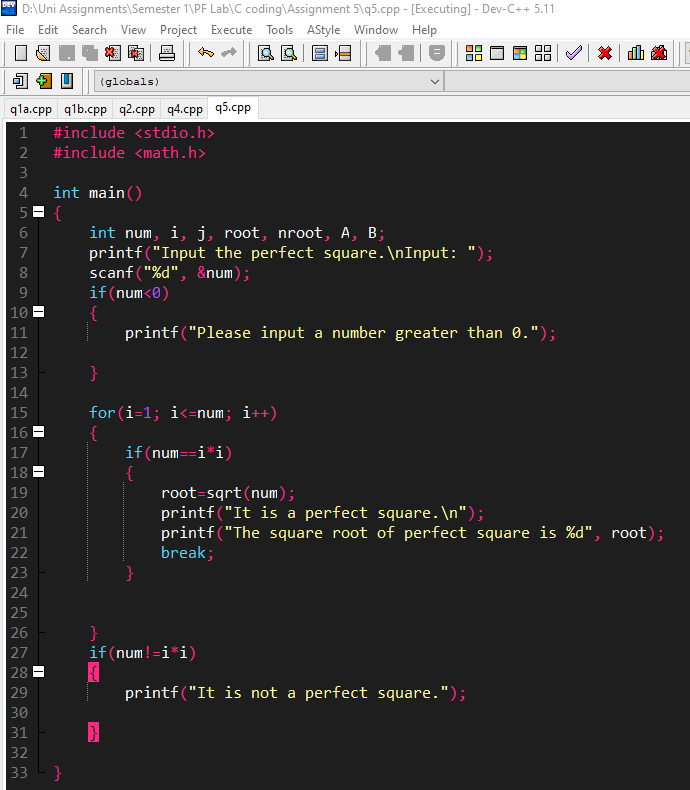 D:\Uni Assignments\Semester 1\PF Lab\C coding\Assignment 5\q5.cpp - [Executing] - Dev-C++ 5.11
File Edit Search View Project Execute Tools AStyle Window Help
(globals)
q1a.cpp q1b.cpp q2.cpp q4.cpp q5.cpp
1 #include <stdio.h>
2 #include <math.h>
3
4 int main()
5 {
6 int num, i, j, root, nroot, A, B;
7 printf("Input the perfect square.\nInput: ");
8 scanf("%d", &num);
9 if(num<0)
10 {
11 printf("Please input a number greater than 0.");
12
13 }
14
15 for(i=1; i<=num; i++)
16 {
17 if(num==i*i)
18 {
19 root=sqrt(num);
20 printf("It is a perfect square.\n");
21 printf("The square root of perfect square is %d", root);
22 break;
23 }
24
25
26 }
27 if(num!=i*i)
28 {
29 printf("It is not a perfect square.");
30
31 }
32
33 }